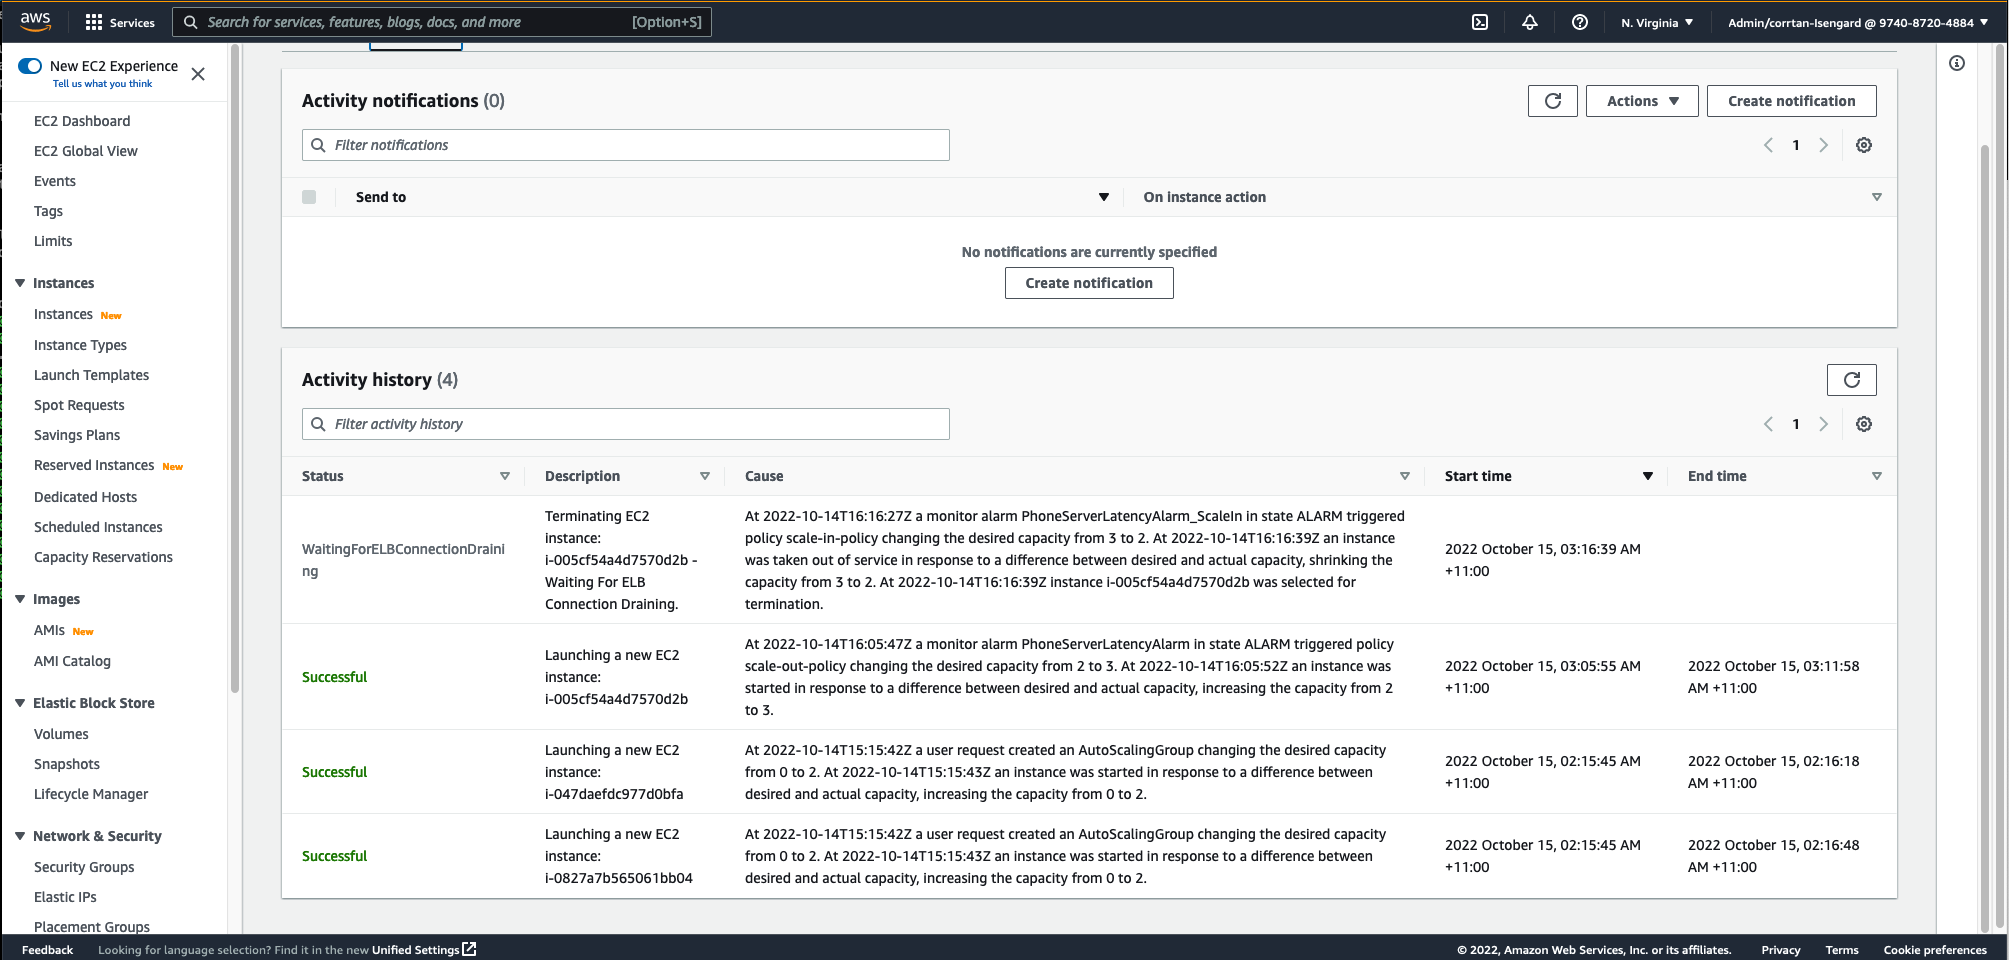 aws
Services
Search for services, features, blogs, docs, and more
[Option+S]
N. Virginia ▼
Admin/corrtan-Isengard @ 9740-8720-4884 ▼
New EC2 Experience
Tell us what you think
EC2 Dashboard
EC2 Global View
Events
Tags
Limits
Instances
Instances New
Instance Types
Launch Templates
Spot Requests
Savings Plans
Reserved Instances New
Dedicated Hosts
Scheduled Instances
Capacity Reservations
Images
AMIs New
AMI Catalog
Elastic Block Store
Volumes
Snapshots
Lifecycle Manager
Network & Security
Security Groups
Elastic IPs
Placement Groups
Activity notifications (0)
Actions ▼
Create notification
Filter notifications
1
Send to
On instance action
No notifications are currently specified
Create notification
Activity history (4)
Filter activity history
1
Status
Description
Cause
Start time
End time
WaitingForELBConnectionDraini
ng
Terminating EC2
instance:
i-005cf54a4d7570d2b -
Waiting For ELB
Connection Draining.
At 2022-10-14T16:16:27Z a monitor alarm PhoneServerLatencyAlarm_ScaleIn in state ALARM triggered
policy scale-in-policy changing the desired capacity from 3 to 2. At 2022-10-14T16:16:39Z an instance
was taken out of service in response to a difference between desired and actual capacity, shrinking the
capacity from 3 to 2. At 2022-10-14T16:16:39Z instance i-005cf54a4d7570d2b was selected for
termination.
2022 October 15, 03:16:39 AM
+11:00
Successful
Launching a new EC2
instance:
i-005cf54a4d7570d2b
At 2022-10-14T16:05:47Z a monitor alarm PhoneServerLatencyAlarm in state ALARM triggered policy
scale-out-policy changing the desired capacity from 2 to 3. At 2022-10-14T16:05:52Z an instance was
started in response to a difference between desired and actual capacity, increasing the capacity from 2
to 3.
2022 October 15, 03:05:55 AM
+11:00
2022 October 15, 03:11:58
AM +11:00
Successful
Launching a new EC2
instance:
i-047daefdc977d0bfa
At 2022-10-14T15:15:42Z a user request created an AutoScalingGroup changing the desired capacity
from 0 to 2. At 2022-10-14T15:15:43Z an instance was started in response to a difference between
desired and actual capacity, increasing the capacity from 0 to 2.
2022 October 15, 02:15:45 AM
+11:00
2022 October 15, 02:16:18
AM +11:00
Successful
Launching a new EC2
instance:
i-0827a7b565061bb04
At 2022-10-14T15:15:42Z a user request created an AutoScalingGroup changing the desired capacity
from 0 to 2. At 2022-10-14T15:15:43Z an instance was started in response to a difference between
desired and actual capacity, increasing the capacity from 0 to 2.
2022 October 15, 02:15:45 AM
+11:00
2022 October 15, 02:16:48
AM +11:00
Feedback
Looking for language selection? Find it in the new Unified Settings
© 2022, Amazon Web Services, Inc. or its affiliates.
Privacy
Terms
Cookie preferences